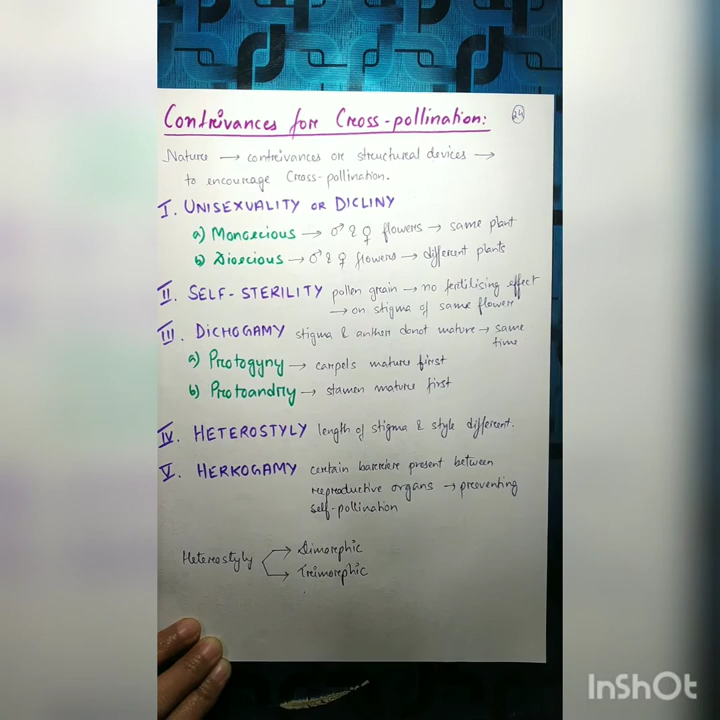 Contrivances for Cross-pollination: 24
Nature → contrivances or structural devices →
to encourage Cross-pollination.
I. UNISEXUALITY OR DICLINY
a) Monoecious → ♂ & ♀ flowers → same plant
b) Dioecious → ♂ & ♀ flowers → different plants
II. SELF-STERILITY pollen grain → no fertilising effect
→ on stigma of same flower
III. DICHOGAMY stigma & anther donot mature → same
time
a) Protogyny → carpels mature first
b) Protoandry → stamen mature first
IV. HETEROSTYLY length of stigma & style different.
V. HERKOGAMY certain barriers present between
reproductive organs → preventing
self-pollination
Heterostyly → Dimorphic
→ Trimorphic
InShOt